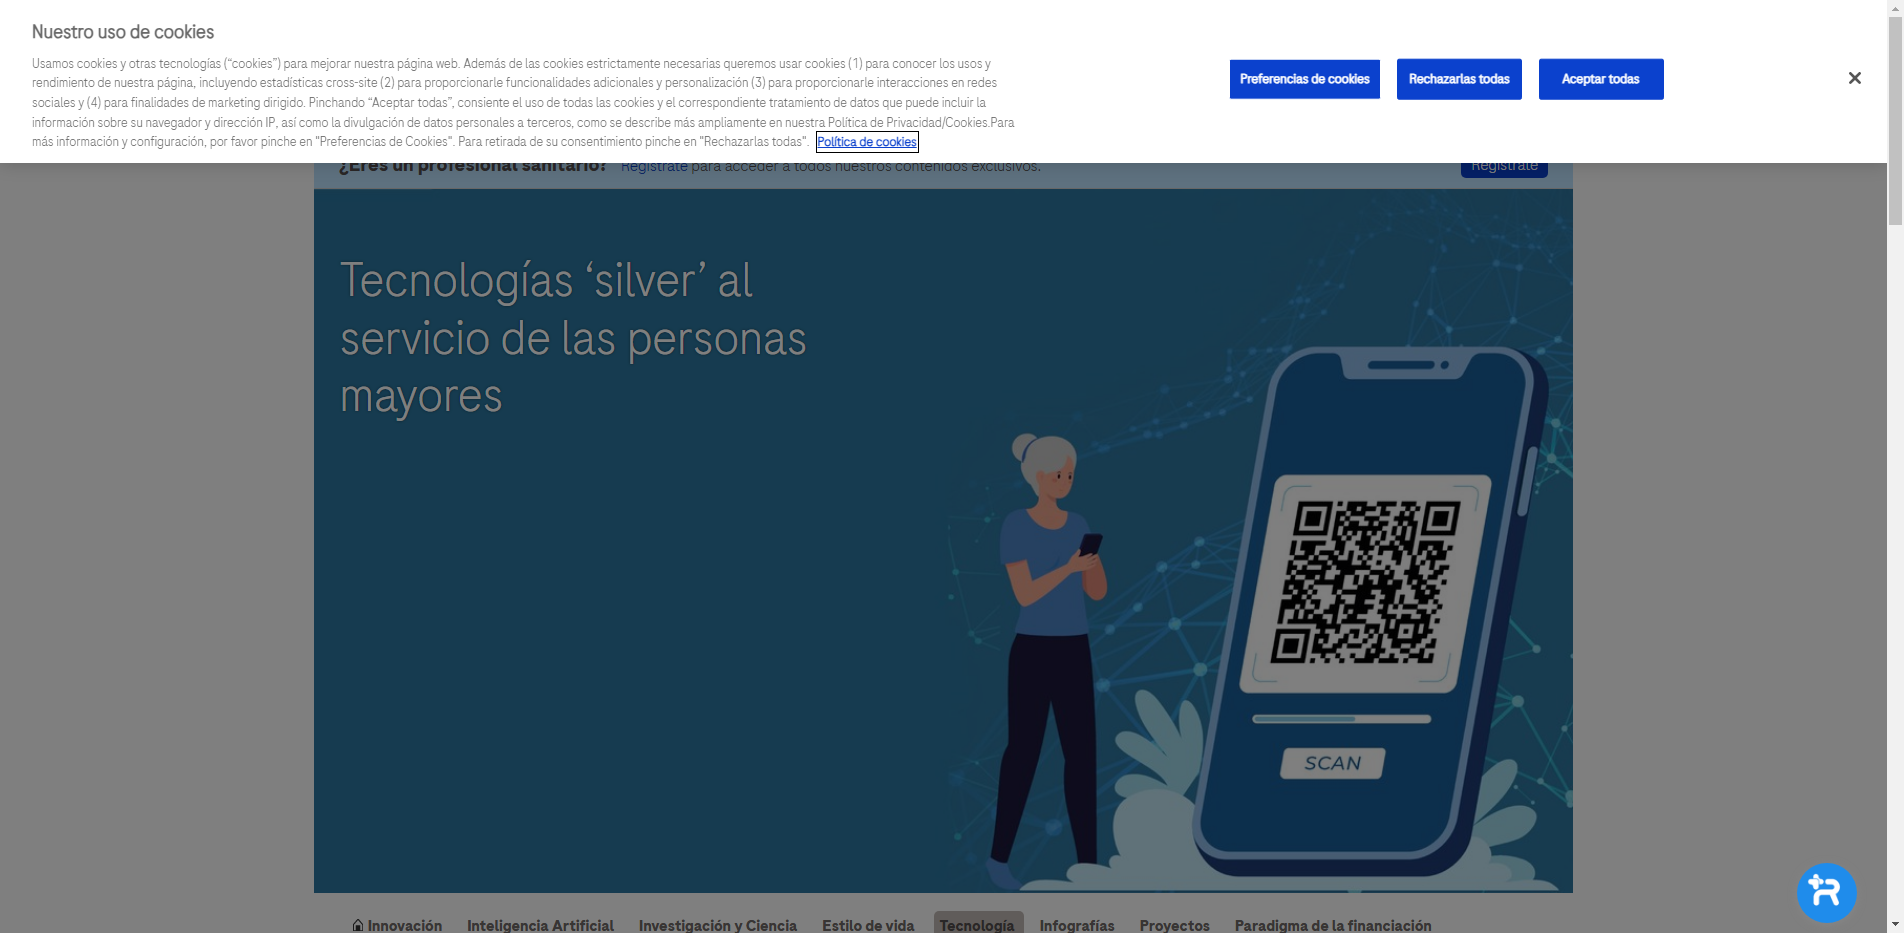 Nuestro uso de cookies
Usamos cookies y otras tecnologías (“cookies”) para mejorar nuestra página web. Además de las cookies estrictamente necesarias queremos usar cookies (1) para conocer los usos y
rendimiento de nuestra página, incluyendo estadísticas cross-site (2) para proporcionarle funcionalidades adicionales y personalización (3) para proporcionarle interacciones en redes
sociales y (4) para finalidades de marketing dirigido. Pinchando “Aceptar todas”, consiente el uso de todas las cookies y el correspondiente tratamiento de datos que puede incluir la
información sobre su navegador y dirección IP, así como la divulgación de datos personales a terceros, como se describe más ampliamente en nuestra Política de Privacidad/Cookies.Para
más información y configuración, por favor pinche en "Preferencias de Cookies". Para retirada de su consentimiento pinche en "Rechazarlas todas". Política de cookies
Preferencias de cookies
Rechazarlas todas
Aceptar todas
¿Eres un profesional sanitario? Regístrate para acceder a todos nuestros contenidos exclusivos.
Regístrate
Tecnologías ‘silver’ al
servicio de las personas
mayores
SCAN
Innovación Inteligencia Artificial Investigación y Ciencia Estilo de vida Tecnología Infografías Proyectos Paradigma de la financiación